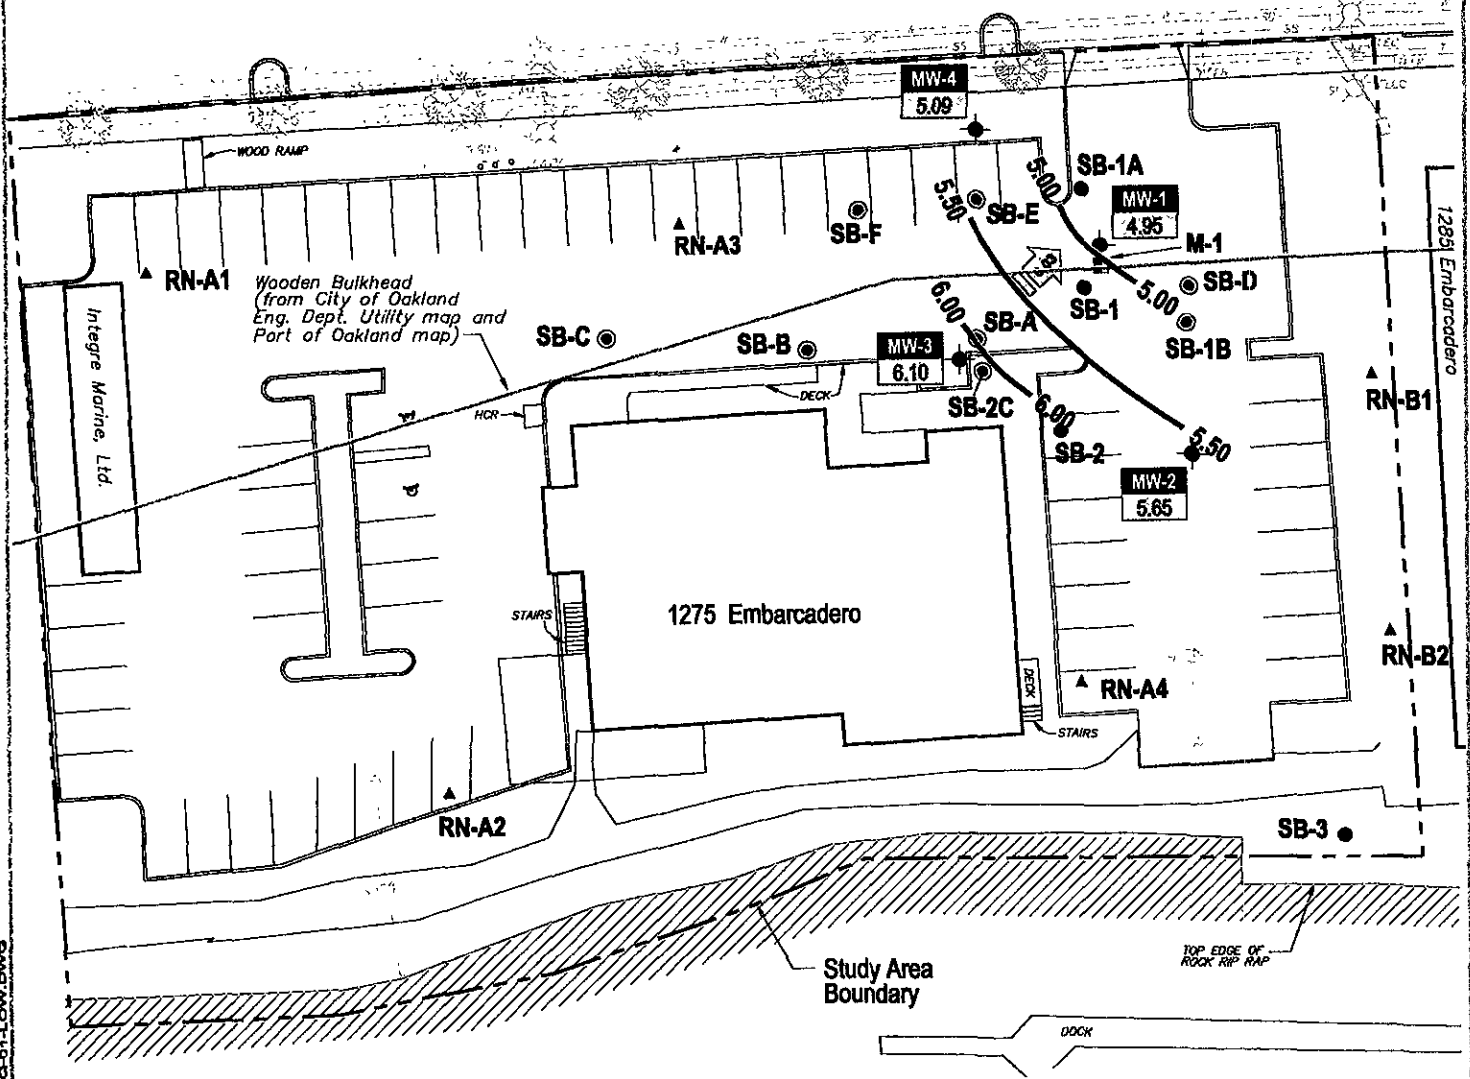 SS
SS
MW-4
5.09
WOOD RAMP
SB-1A
5.00
MW-1
4.95
5.50
SB-E
SB-F
RN-A3
M-1
RN-A1
Wooden Bulkhead
(from City of Oakland
Eng. Dept. Utility map and
Port of Oakland map)
Integre Marine, Ltd.
12851 Embarcadero
SB-D
SB-1
5.00
6.00
SB-A
SB-C
SB-B
MW-3
6.10
SB-1B
DECK
HCR
SB-2C
6.00
RN-B1
SB-2
5.50
MW-2
5.65
STAIRS
1275 Embarcadero
RN-B2
DECK
RN-A4
STAIRS
RN-A2
SB-3
TOP EDGE OF
ROCK RIP RAP
Study Area
Boundary
DOCK